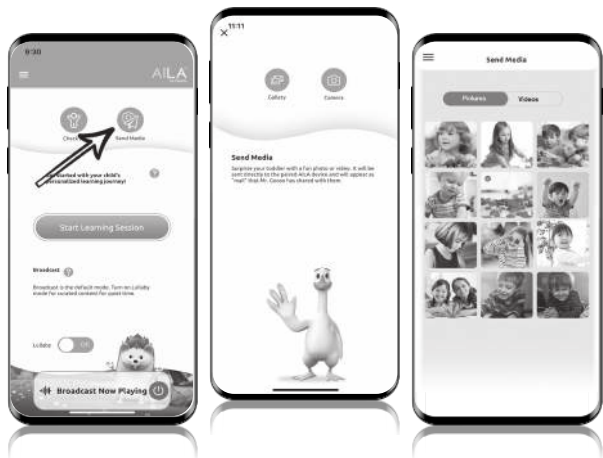 9:30
AILA
Check
Send Media
Started with your child's
personalized learning journey!
?
Start Learning Session
Broadcast ?
Broadcast is the default mode. Turn on Lullaby
mode for curated content for quiet time.
Lullaby Off
Broadcast Now Playing
11:11
Gallery
Camera
Send Media
Surprise your toddler with a fun photo or video. It will be
sent directly to the paired AILA device and will appear as
"mail" that Mr. Goose has shared with them.
Send Media
Pictures Videos